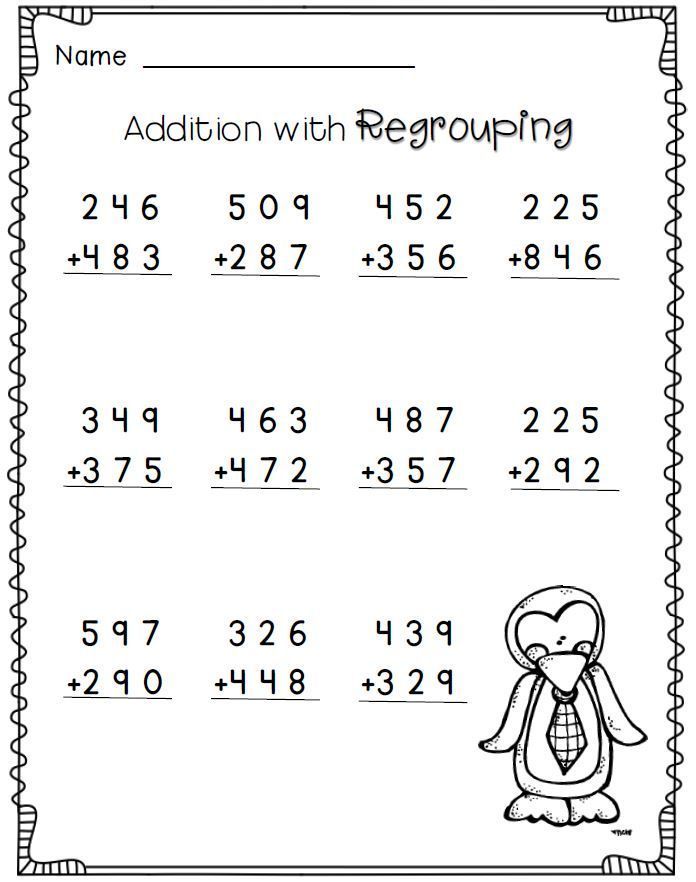 Name
Addition with Regrouping
246 509 452 225
+483 +287 +356 +846
349 463 487 225
+375 +472 +357 +292
597 326 439
+290 +448 +329